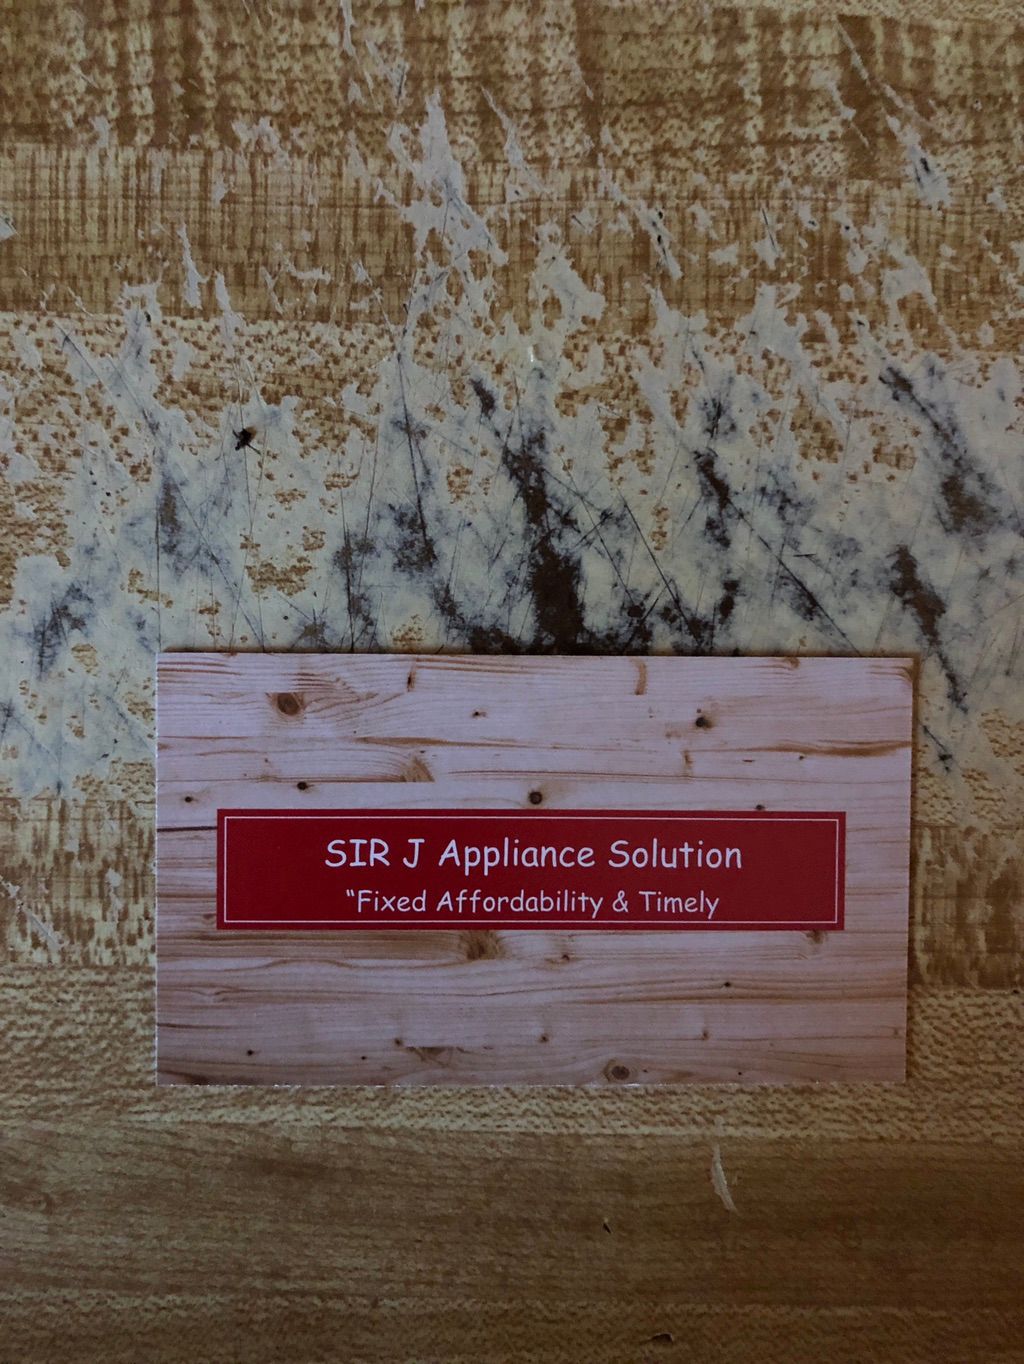 SIR J Appliance Solution
“Fixed Affordability & Timely